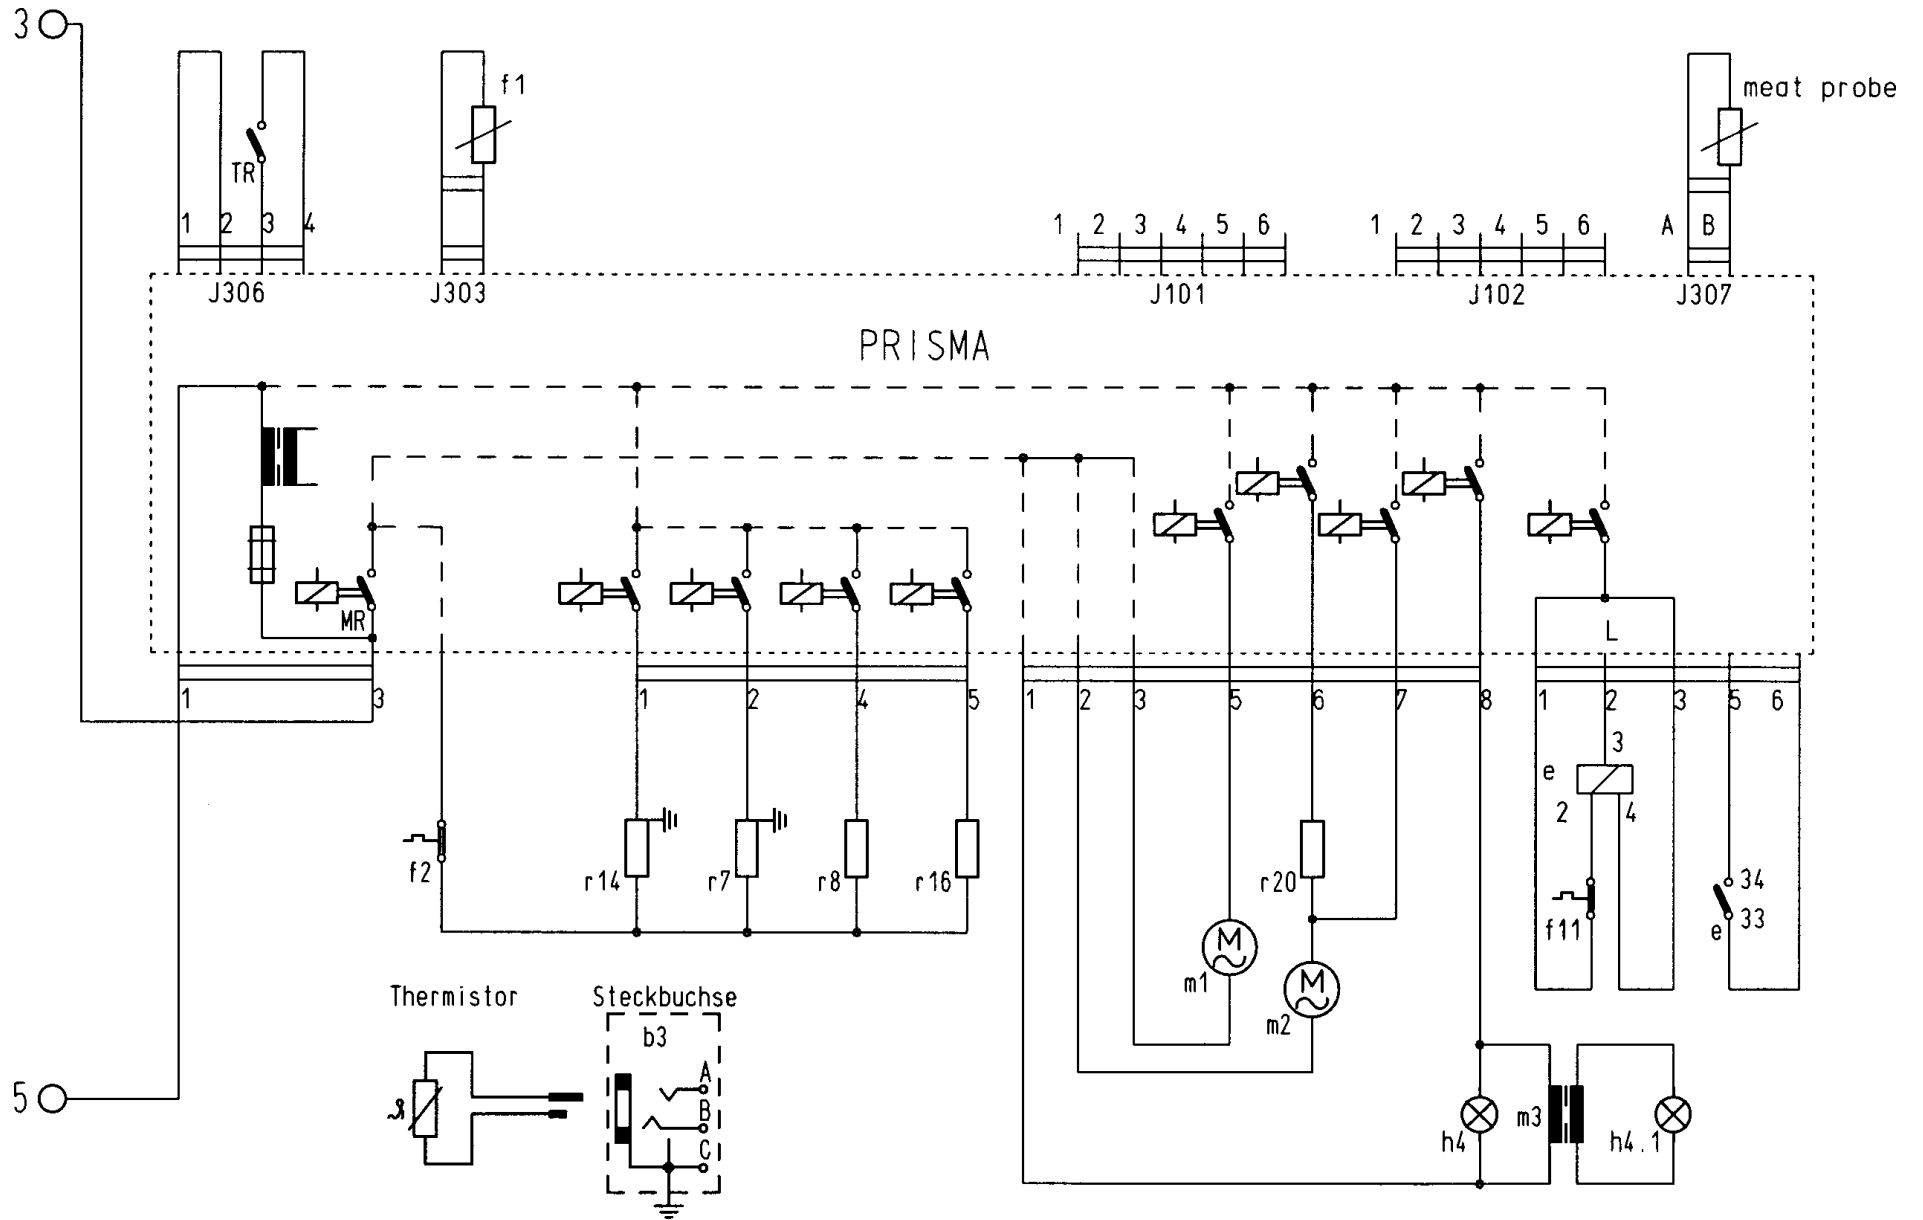 3
f1
meat probe
TR
1 2 3 4
1 2 3 4 5 6
1 2 3 4 5 6
A B
J306
J303
J101
J102
J307
PRISMA
MR
L
1 3
1 2 4 5
1 2 3 5 6 7 8
1 2 3 5 6
3
e
2 4
f2
r14
r7
r8
r16
r20
34
f11
e 33
M
m1
M
m2
Thermistor
Steckbuchse
b3
A
B
C
5
ϑ
h4
m3
h4.1